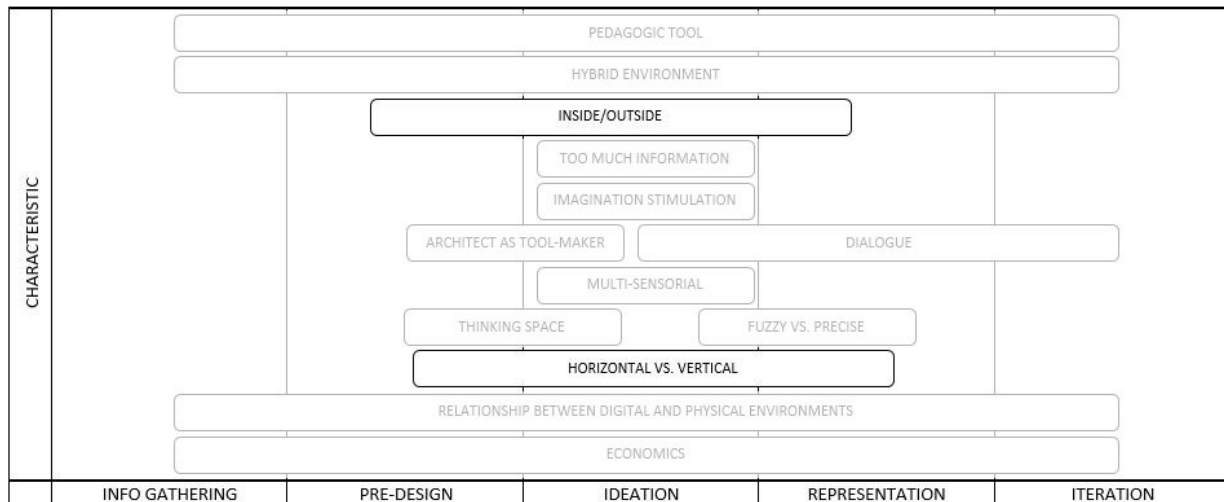 PEDAGOGIC TOOL
HYBRID ENVIRONMENT
INSIDE/OUTSIDE
TOO MUCH INFORMATION
IMAGINATION STIMULATION
ARCHITECT AS TOOL-MAKER
DIALOGUE
MULTI-SENSORIAL
THINKING SPACE
FUZZY VS. PRECISE
HORIZONTAL VS. VERTICAL
RELATIONSHIP BETWEEN DIGITAL AND PHYSICAL ENVIRONMENTS
ECONOMICS
CHARACTERISTIC
INFO GATHERING
PRE-DESIGN
IDEATION
REPRESENTATION
ITERATION